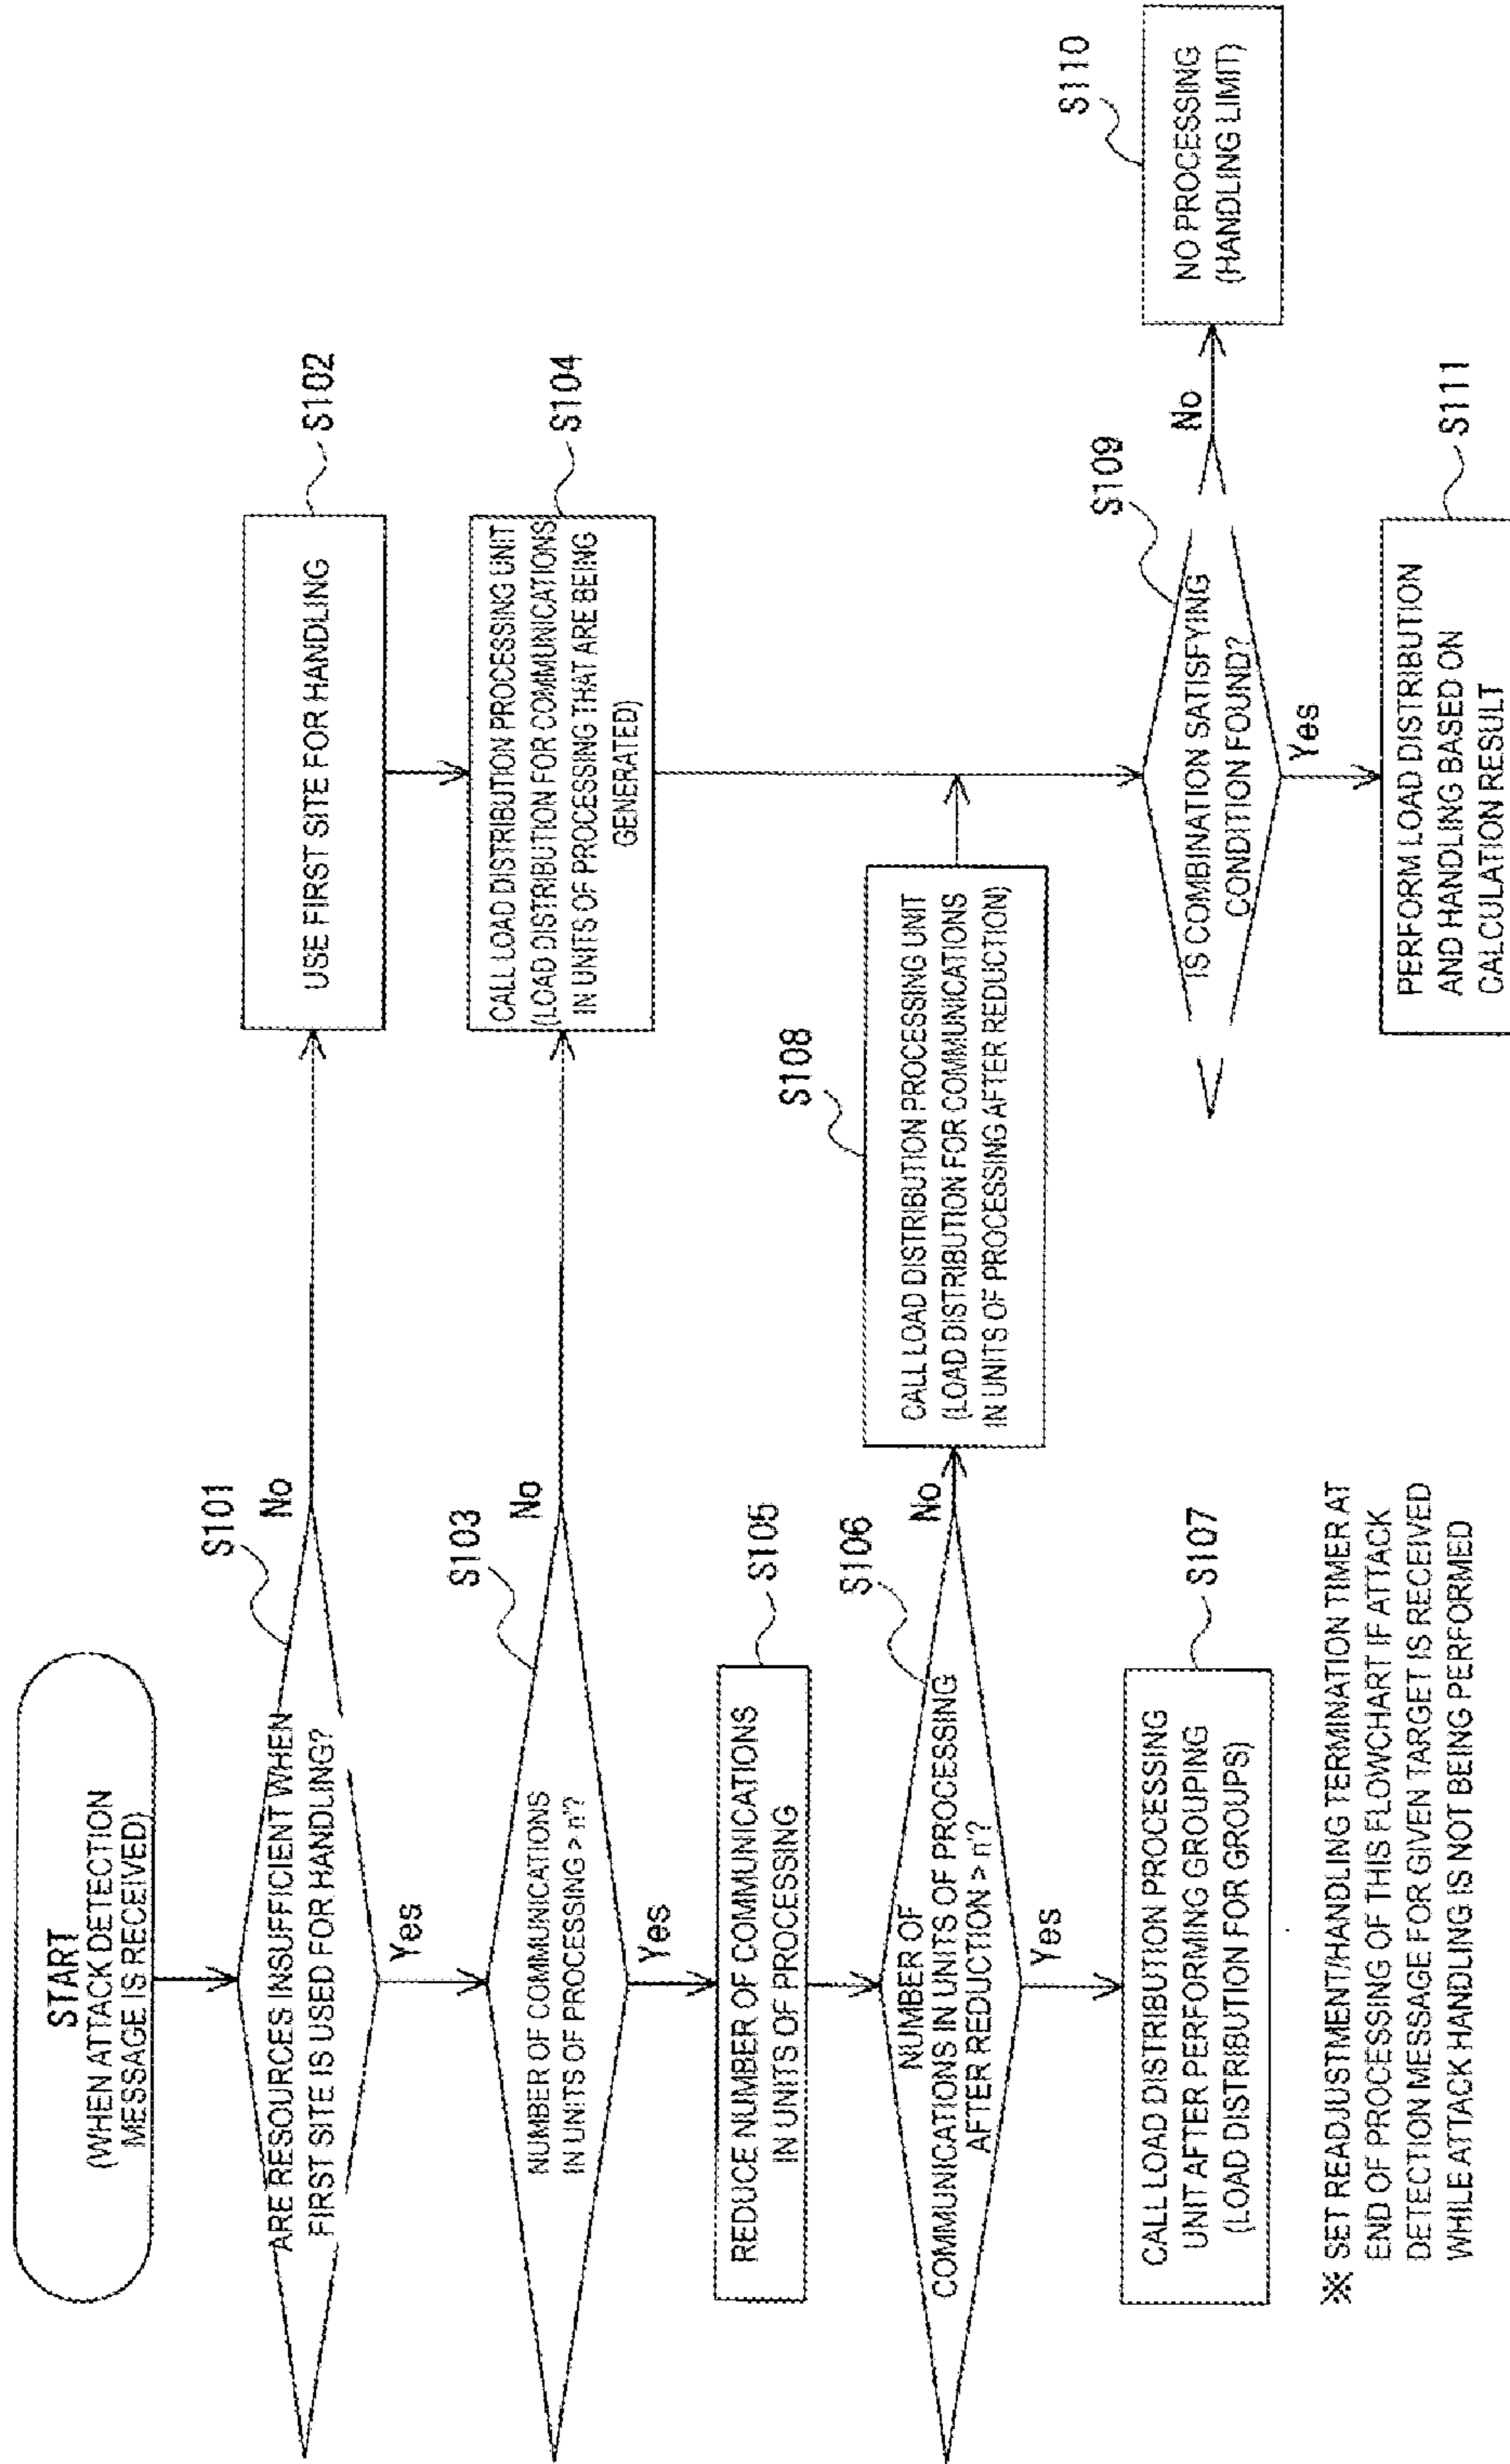 START
(WHEN ATTACK DETECTION
MESSAGE IS RECEIVED)
S101
ARE RESOURCES INSUFFICIENT WHEN
FIRST SITE IS USED FOR HANDLING?
No
Yes
S102
USE FIRST SITE FOR HANDLING
S103
NUMBER OF COMMUNICATIONS
IN UNITS OF PROCESSING > n'?
No
Yes
S104
CALL LOAD DISTRIBUTION PROCESSING UNIT
(LOAD DISTRIBUTION FOR COMMUNICATIONS
IN UNITS OF PROCESSING THAT ARE BEING
GENERATED)
S105
REDUCE NUMBER OF COMMUNICATIONS
IN UNITS OF PROCESSING
S106
NUMBER OF
COMMUNICATIONS IN UNITS OF PROCESSING
AFTER REDUCTION > n'?
No
Yes
S108
CALL LOAD DISTRIBUTION PROCESSING UNIT
(LOAD DISTRIBUTION FOR COMMUNICATIONS
IN UNITS OF PROCESSING AFTER REDUCTION)
S107
CALL LOAD DISTRIBUTION PROCESSING
UNIT AFTER PERFORMING GROUPING
(LOAD DISTRIBUTION FOR GROUPS)
S109
IS COMBINATION SATISFYING
CONDITION FOUND?
No
Yes
S110
NO PROCESSING
(HANDLING LIMIT)
S111
PERFORM LOAD DISTRIBUTION
AND HANDLING BASED ON
CALCULATION RESULT
※ SET READJUSTMENT/HANDLING TERMINATION TIMER AT
END OF PROCESSING OF THIS FLOWCHART IF ATTACK
DETECTION MESSAGE FOR GIVEN TARGET IS RECEIVED
WHILE ATTACK HANDLING IS NOT BEING PERFORMED